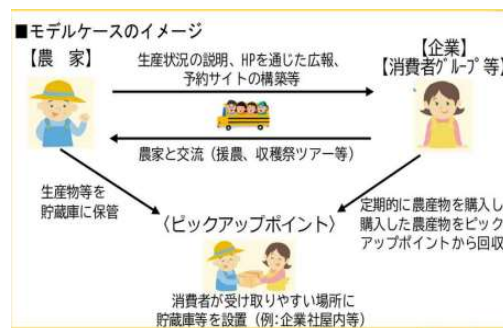 ■モデルケースのイメージ
【農　家】
【企業】
【消費者グループ等】
生産状況の説明、HPを通じた広報、
予約サイトの構築等
農家と交流（援農、収穫祭ツアー等）
生産物等を
貯蔵庫に保管
定期的に農産物を購入し
購入した農産物をピック
アップポイントから回収
〈ピックアップポイント〉
消費者が受け取りやすい場所に
貯蔵庫等を設置（例:企業社屋内等）